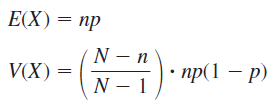 E(X) = np
V(X) = ( N − n / N − 1 ) · np(1 − p)